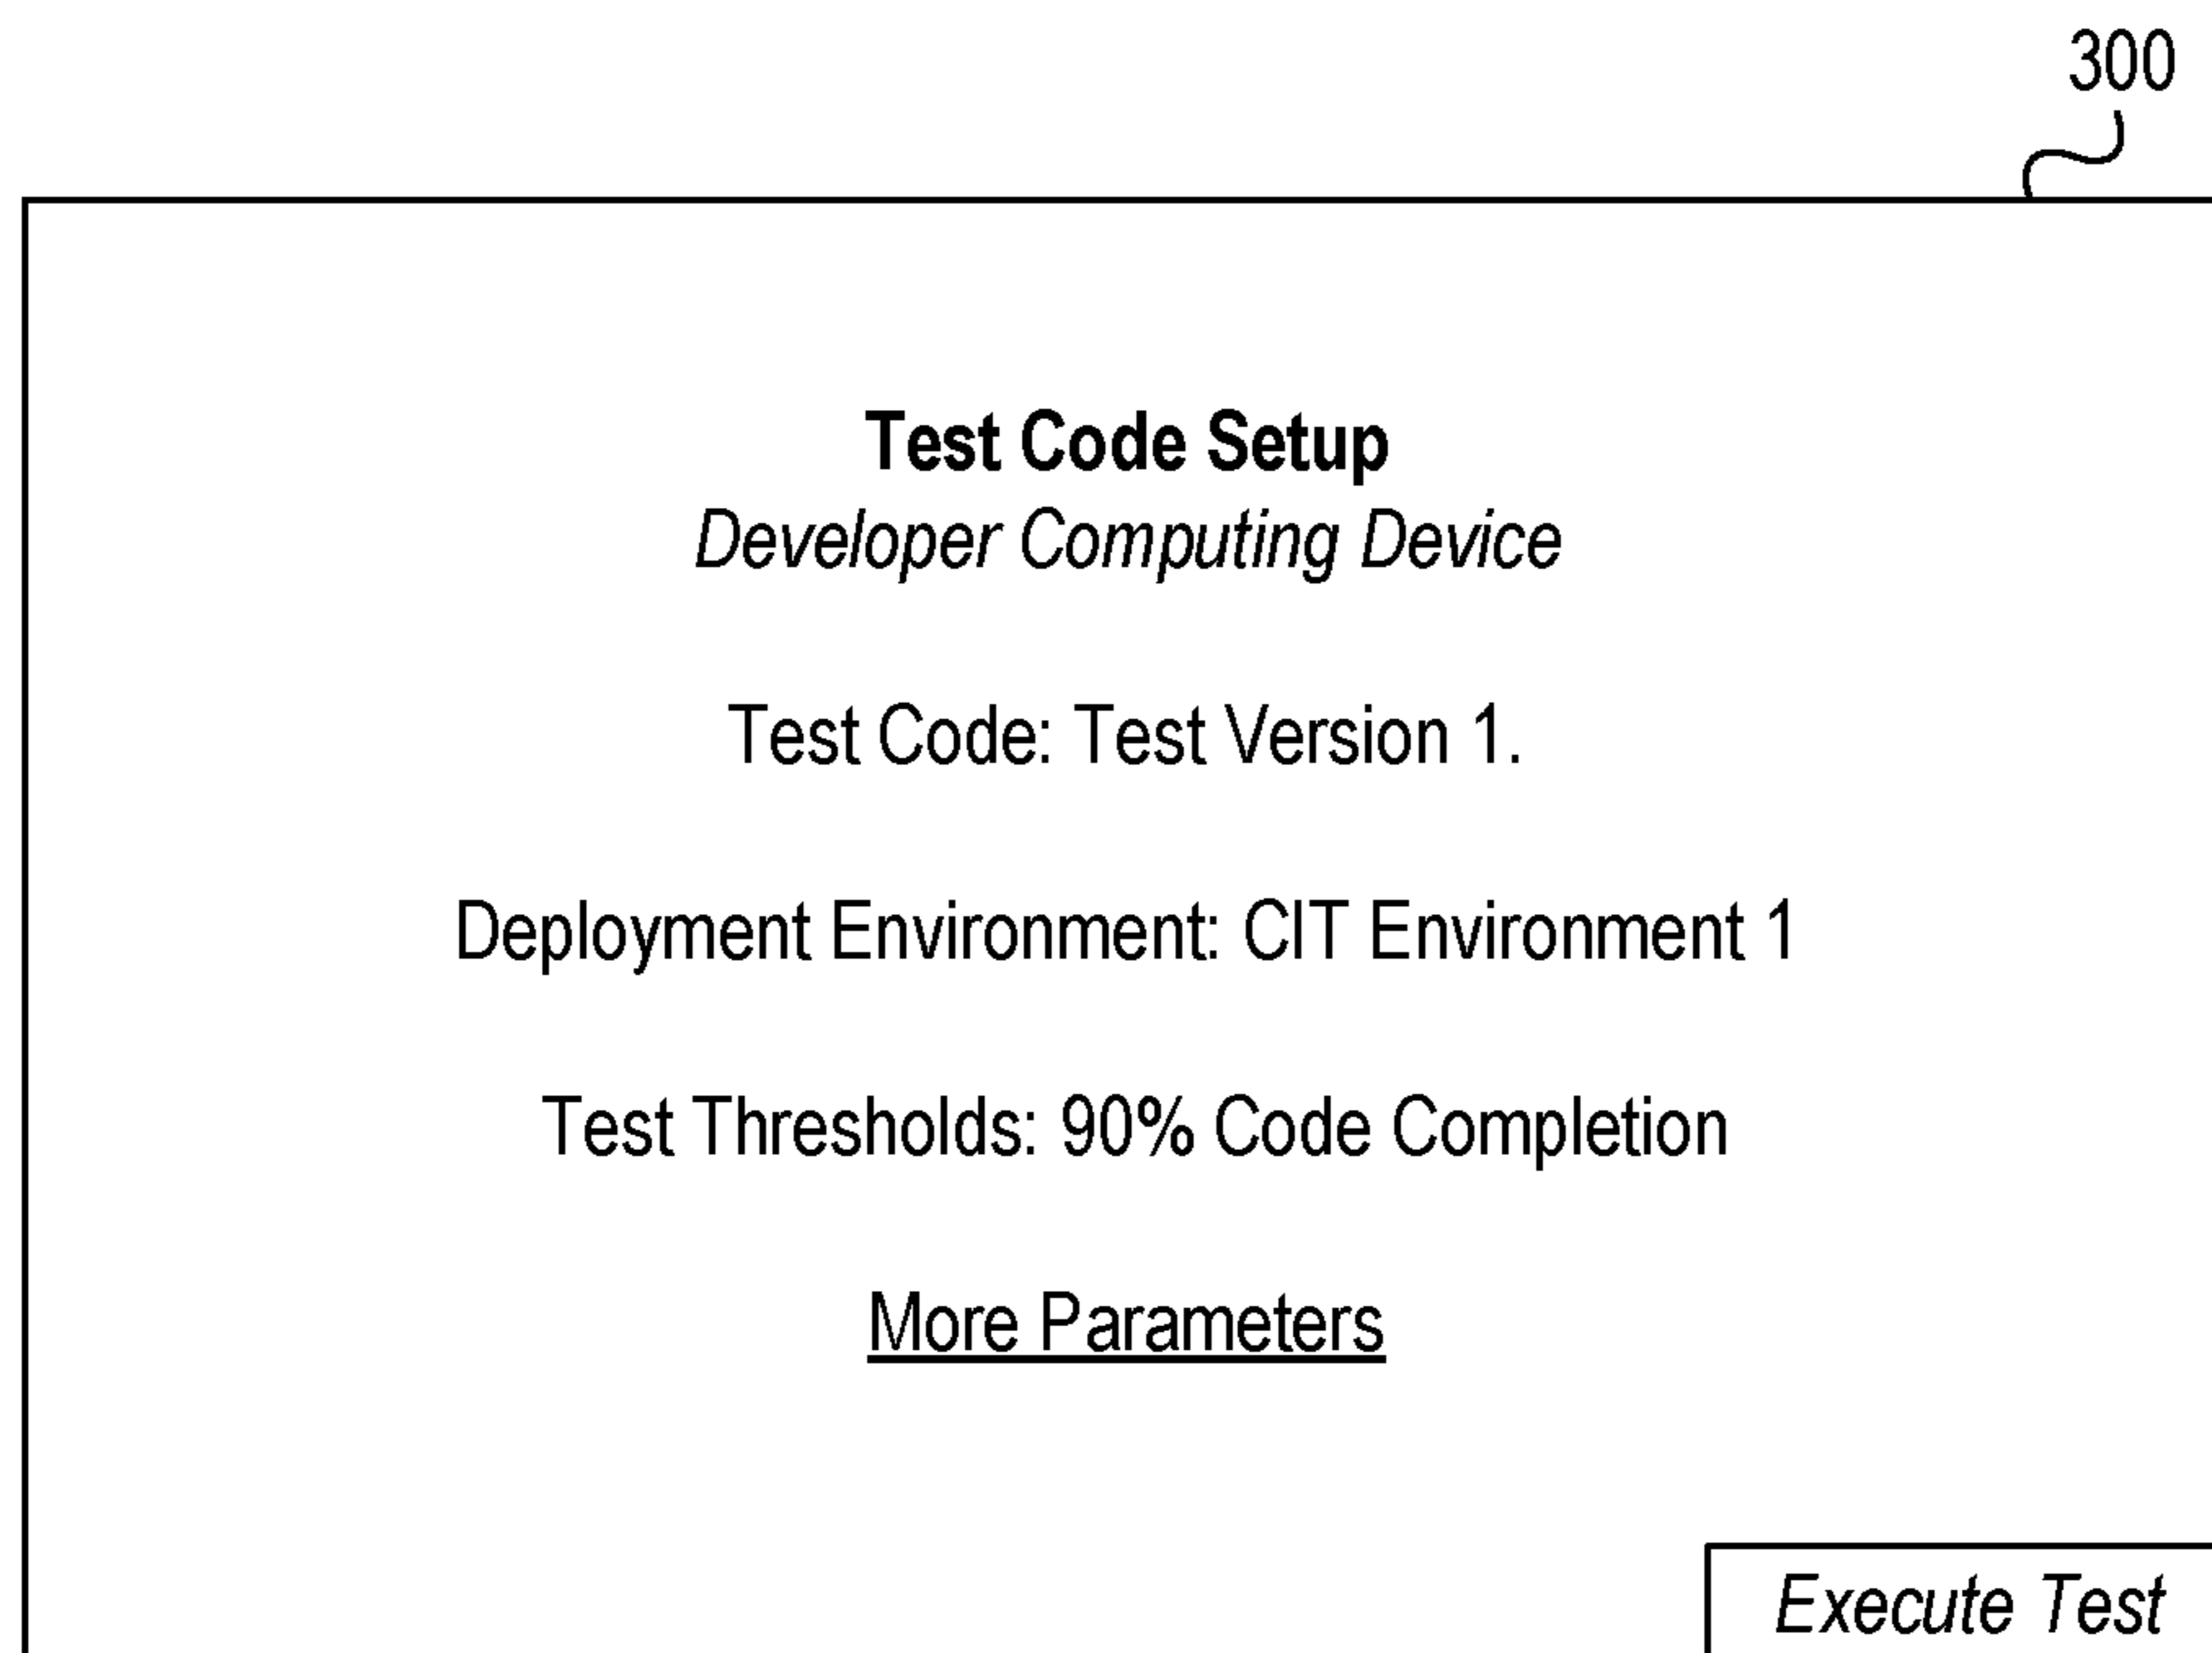 300
Test Code Setup
Developer Computing Device
Test Code: Test Version 1.
Deployment Environment: CIT Environment 1
Test Thresholds: 90% Code Completion
More Parameters
Execute Test